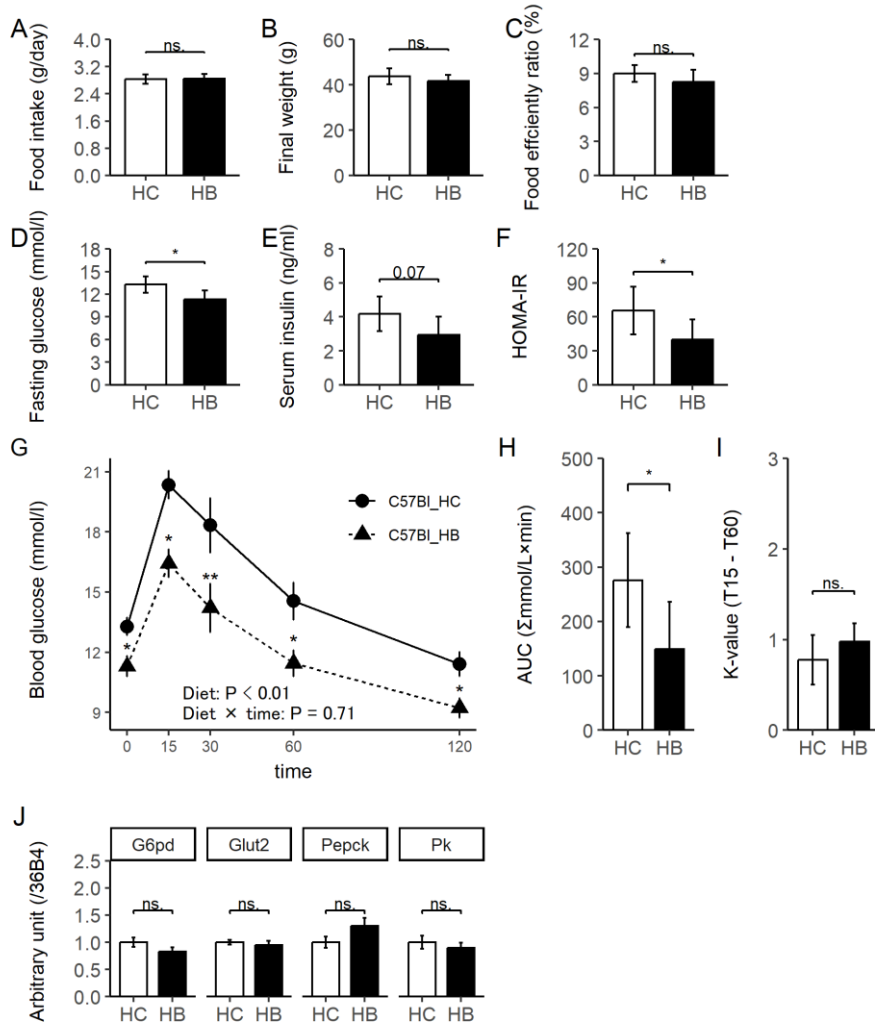 A
Food intake (g/day)
4.0
3.2
2.4
1.6
0.8
0.0
ns.
HC HB
B
Final weight (g)
60
40
20
0
ns.
HC HB
C
Food effciently ratio (%)
12
9
6
3
0
ns.
HC HB
D
Fasting glucose (mmol/l)
18
15
12
9
6
3
0
*
HC HB
E
Serum insulin (ng/ml)
8
6
4
2
0
0.07
HC HB
F
HOMA-IR
120
90
60
30
0
*
HC HB
G
Blood glucose (mmol/l)
21
18
15
12
9
C57Bl_HC
C57Bl_HB
*
*
**
*
*
Diet: P < 0.01
Diet × time: P = 0.71
0 15 30 60 120
time
H
AUC (Σmmol/L×min)
500
400
300
200
100
0
*
HC HB
I
K-value (T15 - T60)
3
2
1
0
ns.
HC HB
J
Arbitrary unit (/36B4)
G6pd Glut2 Pepck Pk
2.5
2.0
1.5
1.0
0.5
0.0
ns. ns. ns. ns.
HC HB HC HB HC HB HC HB